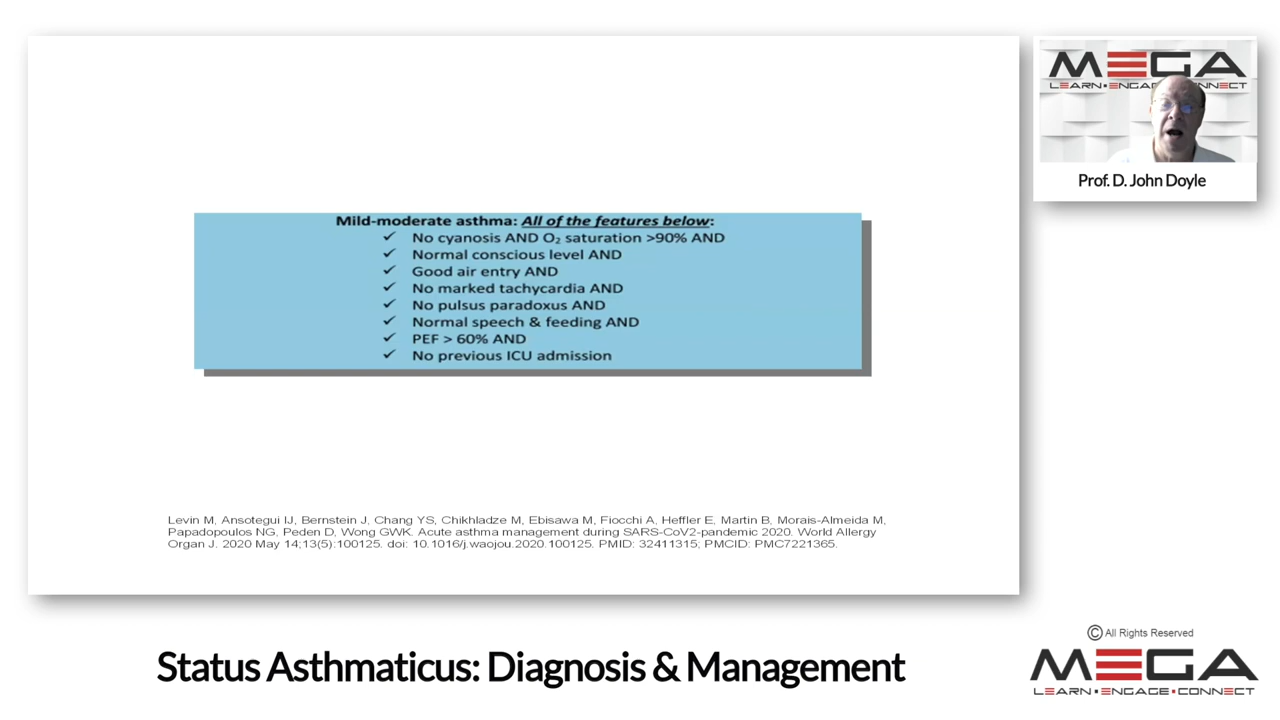 Mild-moderate asthma: All of the features below:
✓ No cyanosis AND O₂ saturation >90% AND
✓ Normal conscious level AND
✓ Good air entry AND
✓ No marked tachycardia AND
✓ No pulsus paradoxus AND
✓ Normal speech & feeding AND
✓ PEF > 60% AND
✓ No previous ICU admission
Levin M, Ansotegui IJ, Bernstein J, Chang YS, Chikhladze M, Ebisawa M, Fiocchi A, Heffler E, Martin B, Morais-Almeida M,
Papadopoulos NG, Peden D, Wong GWK. Acute asthma management during SARS-CoV2-pandemic 2020. World Allergy
Organ J. 2020 May 14;13(5):100125. doi: 10.1016/j.waojou.2020.100125. PMID: 32411315; PMCID: PMC7221365.
MEGA
LEARN•ENGAGE•CONNECT
Prof. D. John Doyle
Status Asthmaticus: Diagnosis & Management
© All Rights Reserved
MEGA
LEARN•ENGAGE•CONNECT